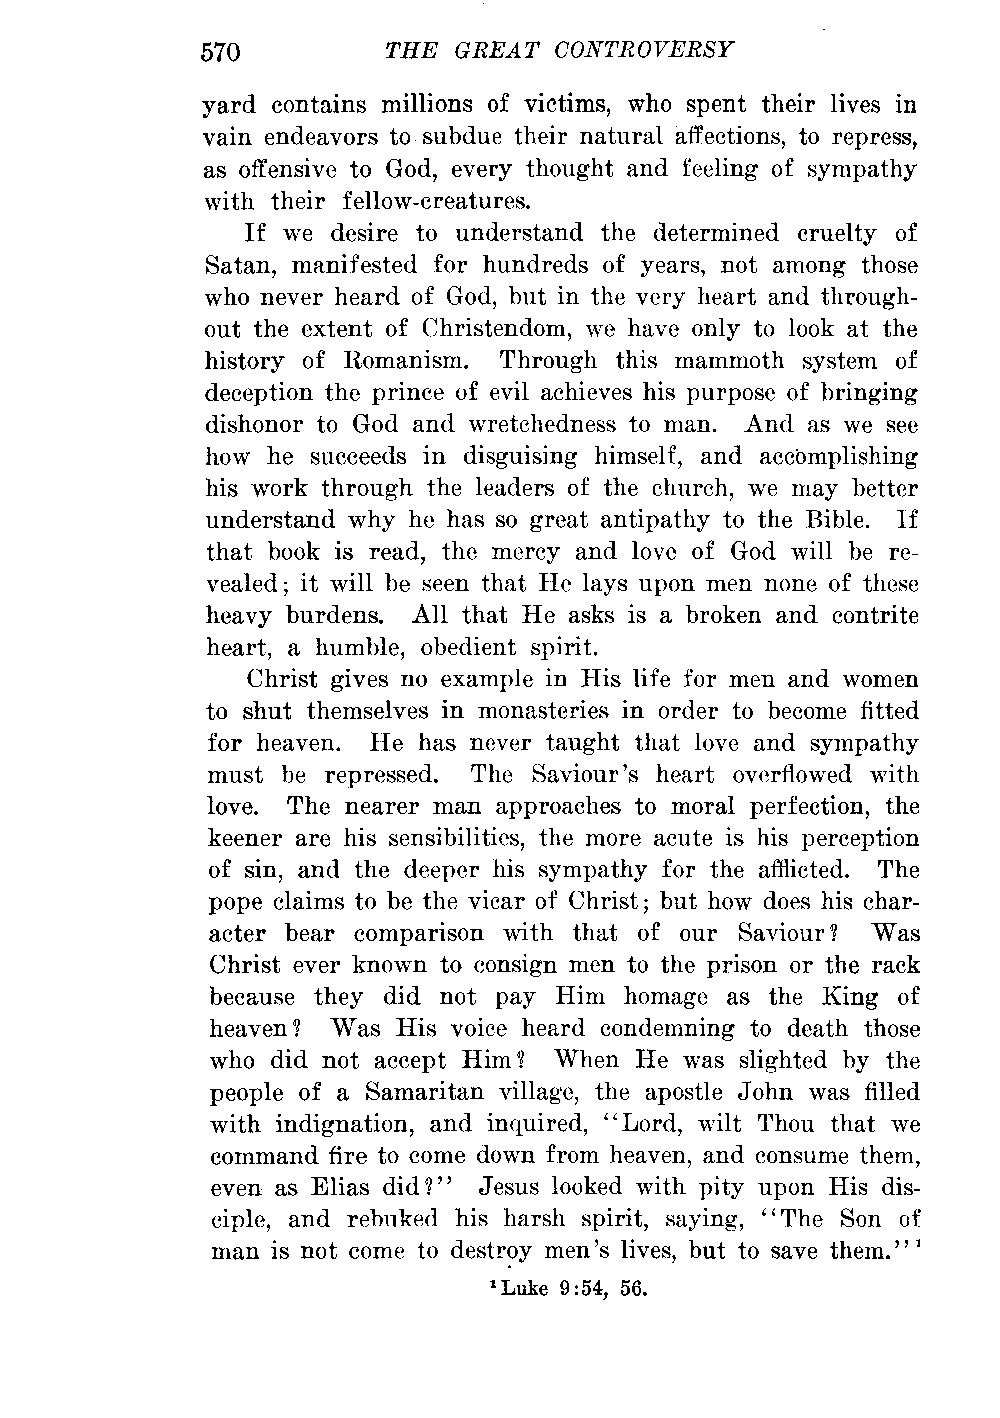 570 THE GREAT CONTROVERSY
yard contains millions of victims, who spent their lives in
vain endeavors to subdue their natural affections, to repress,
as offensive to God, every thought and feeling of sympathy
with their fellow-creatures.
If we desire to understand the determined cruelty of
Satan, manifested for hundreds of years, not among those
who never heard of God, but in the very heart and through-
out the extent of Christendom, we have only to look at the
history of Romanism. Through this mammoth system of
deception the prince of evil achieves his purpose of bringing
dishonor to God and wretchedness to man. And as we see
how he succeeds in disguising himself, and accomplishing
his work through the leaders of the church, we may better
understand why he has so great antipathy to the Bible. If
that book is read, the mercy and love of God will be re-
vealed; it will be seen that He lays upon men none of these
heavy burdens. All that He asks is a broken and contrite
heart, a humble, obedient spirit.
Christ gives no example in His life for men and women
to shut themselves in monasteries in order to become fitted
for heaven. He has never taught that love and sympathy
must be repressed. The Saviour's heart overflowed with
love. The nearer man approaches to moral perfection, the
keener are his sensibilities, the more acute is his perception
of sin, and the deeper his sympathy for the afflicted. The
pope claims to be the vicar of Christ; but how does his char-
acter bear comparison with that of our Saviour? Was
Christ ever known to consign men to the prison or the rack
because they did not pay Him homage as the King of
heaven? Was His voice heard condemning to death those
who did not accept Him? When He was slighted by the
people of a Samaritan village, the apostle John was filled
with indignation, and inquired, "Lord, wilt Thou that we
command fire to come down from heaven, and consume them,
even as Elias did?" Jesus looked with pity upon His dis-
ciple, and rebuked his harsh spirit, saying, "The Son of
man is not come to destroy men's lives, but to save them."¹
¹ Luke 9:54, 56.